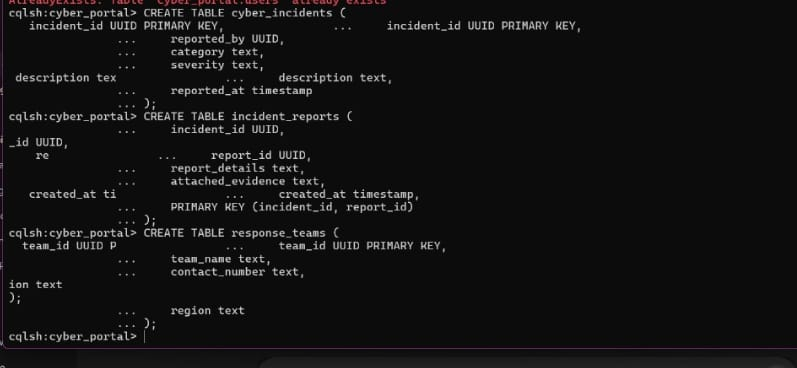 AlreadyExists: Table 'cyber_portal.users' already exists
cqlsh:cyber_portal> CREATE TABLE cyber_incidents (
incident_id UUID PRIMARY KEY, ... incident_id UUID PRIMARY KEY,
... reported_by UUID,
... category text,
... severity text,
description tex ... description text,
... reported_at timestamp
... );
cqlsh:cyber_portal> CREATE TABLE incident_reports (
... incident_id UUID,
_id UUID,
re ... report_id UUID,
... report_details text,
... attached_evidence text,
created_at ti ... created_at timestamp,
... PRIMARY KEY (incident_id, report_id)
... );
cqlsh:cyber_portal> CREATE TABLE response_teams (
team_id UUID P ... team_id UUID PRIMARY KEY,
... team_name text,
... contact_number text,
ion text
);
... region text
... );
cqlsh:cyber_portal>